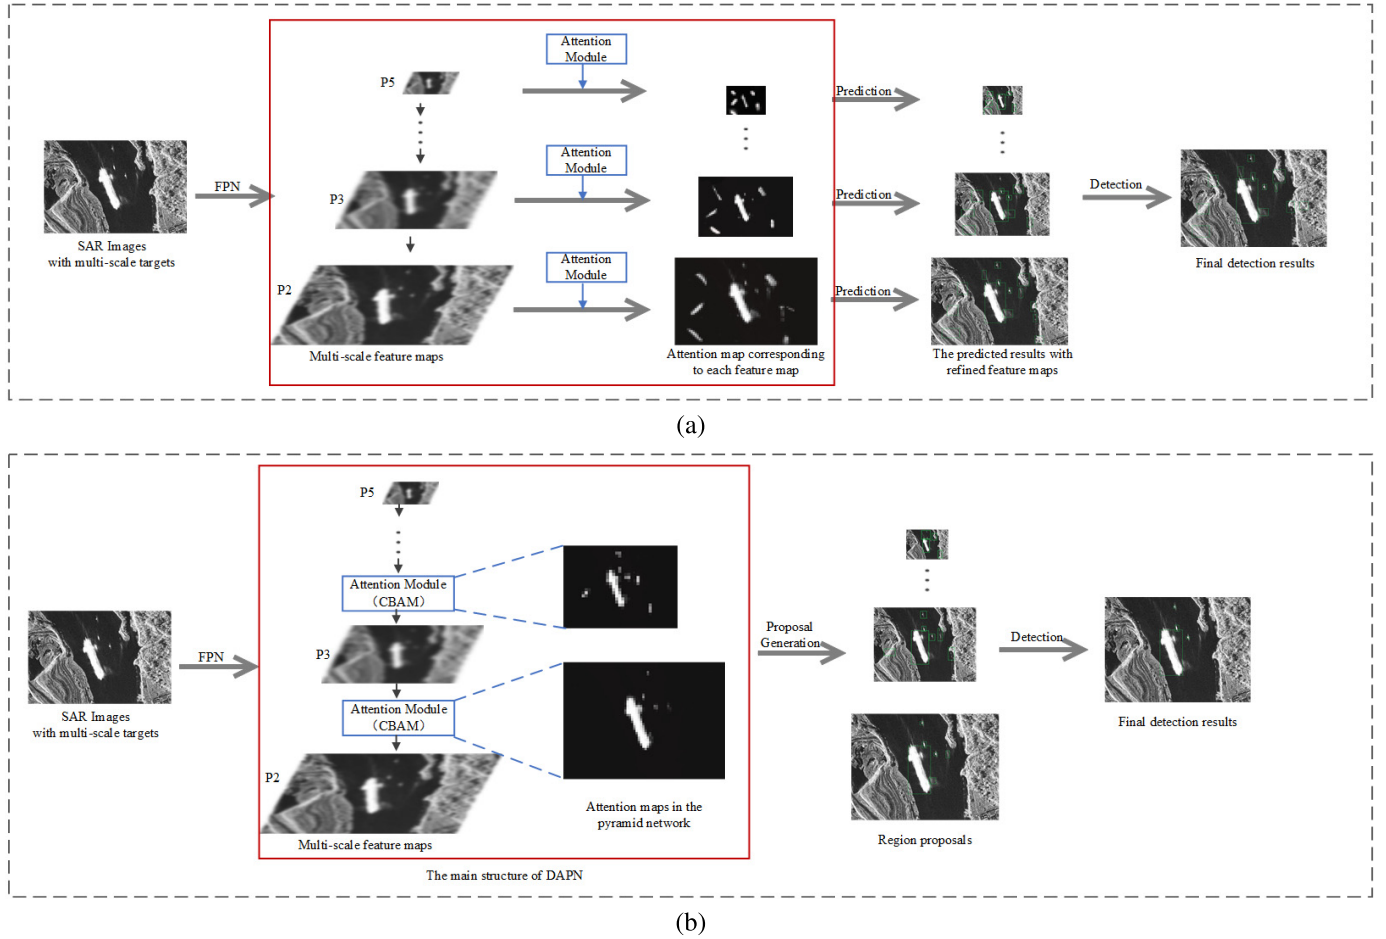 Attention
Module
P5
Prediction
Attention
Module
FPN
P3
Prediction
Detection
SAR Images
with multi-scale targets
Attention
Module
P2
Prediction
Final detection results
Multi-scale feature maps
Attention map corresponding
to each feature map
The predicted results with
refined feature maps
(a)
P5
Attention Module
（CBAM）
FPN
P3
Proposal
Generation
Detection
SAR Images
with multi-scale targets
Attention Module
（CBAM）
Final detection results
P2
Attention maps in the
pyramid network
Multi-scale feature maps
Region proposals
The main structure of DAPN
(b)